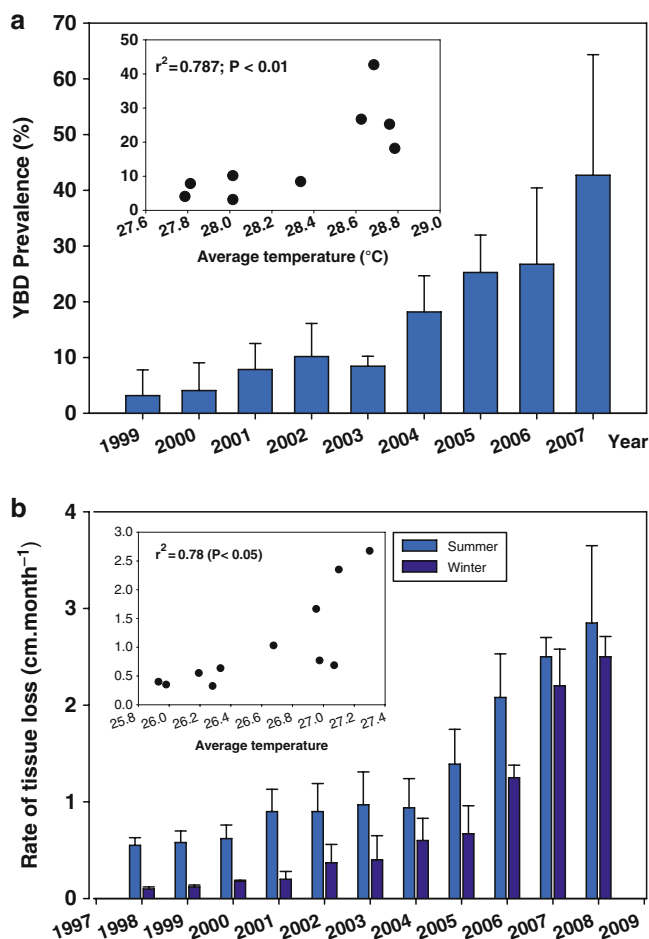 a
YBD Prevalence (%)
70
60
50
40
30
20
10
0
r²=0.787; P < 0.01
50
40
30
20
10
0
27.6 27.8 28.0 28.2 28.4 28.6 28.8 29.0
Average temperature (°C)
1999 2000 2001 2002 2003 2004 2005 2006 2007 Year
b
Rate of tissue loss (cm.month⁻¹)
4
3
2
1
0
r²=0.78 (P< 0.05)
3.0
2.5
2.0
1.5
1.0
0.5
0.0
25.8 26.0 26.2 26.4 26.6 26.8 27.0 27.2 27.4
Average temperature
Summer
Winter
1997 1998 1999 2000 2001 2002 2003 2004 2005 2006 2007 2008 2009